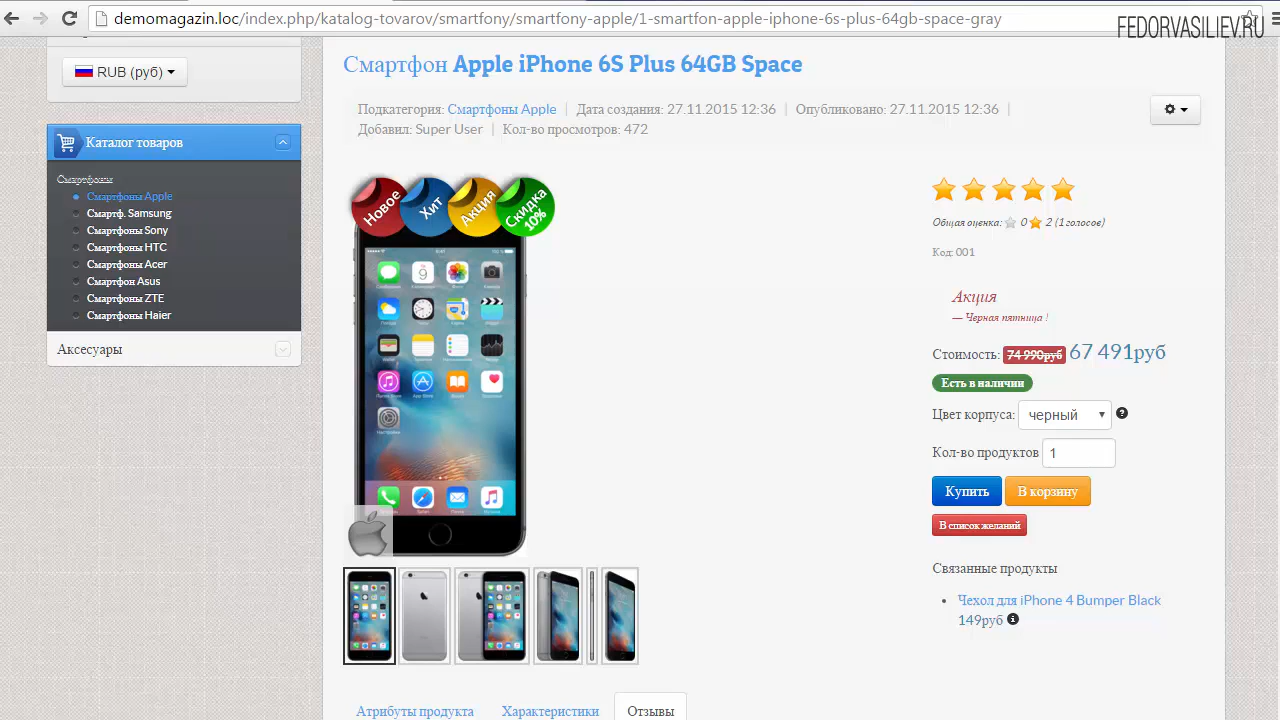 demomagazin.loc/index.php/katalog-tovarov/smartfony/smartfony-apple/1-smartfon-apple-iphone-6s-plus-64gb-space-gray
FEDORVASILIEV.RU
RUB (руб)
Каталог товаров
Смартфоны
Смартфоны Apple
Смартф. Samsung
Смартфоны Sony
Смартфоны HTC
Смартфоны Acer
Смартфон Asus
Смартфоны ZTE
Смартфоны Haier
Аксесуары
Смартфон Apple iPhone 6S Plus 64GB Space
Подкатегория: Смартфоны Apple | Дата создания: 27.11.2015 12:36 | Опубликовано: 27.11.2015 12:36 |
Добавил: Super User | Кол-во просмотров: 472
Новое
Хит
Акция
Скидка
10%
Общая оценка: 0 2 (1голосов)
Код: 001
Акция
— Черная пятница !
Стоимость: 74 990руб 67 491руб
Есть в наличии
Цвет корпуса: черный
Кол-во продуктов 1
Купить
В корзину
В список желаний
Связанные продукты
Чехол для iPhone 4 Bumper Black
149руб
Атрибуты продукта
Характеристики
Отзывы